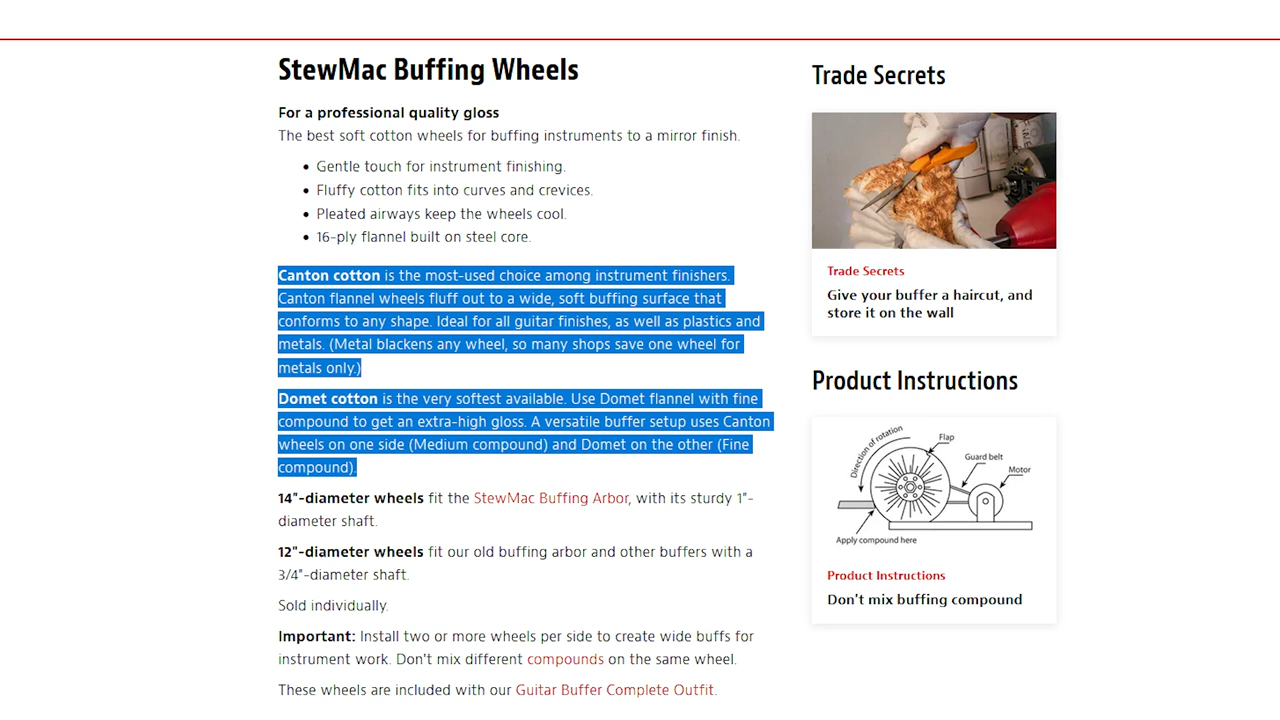 StewMac Buffing Wheels
For a professional quality gloss
The best soft cotton wheels for buffing instruments to a mirror finish.
• Gentle touch for instrument finishing.
• Fluffy cotton fits into curves and crevices.
• Pleated airways keep the wheels cool.
• 16-ply flannel built on steel core.
Canton cotton is the most-used choice among instrument finishers.
Canton flannel wheels fluff out to a wide, soft buffing surface that
conforms to any shape. Ideal for all guitar finishes, as well as plastics and
metals. (Metal blackens any wheel, so many shops save one wheel for
metals only.)
Domet cotton is the very softest available. Use Domet flannel with fine
compound to get an extra-high gloss. A versatile buffer setup uses Canton
wheels on one side (Medium compound) and Domet on the other (Fine
compound).
14"-diameter wheels fit the StewMac Buffing Arbor, with its sturdy 1"-
diameter shaft.
12"-diameter wheels fit our old buffing arbor and other buffers with a
3/4"-diameter shaft.
Sold individually.
Important: Install two or more wheels per side to create wide buffs for
instrument work. Don't mix different compounds on the same wheel.
These wheels are included with our Guitar Buffer Complete Outfit.
Trade Secrets
Trade Secrets
Give your buffer a haircut, and
store it on the wall
Product Instructions
Direction of rotation
Flap
Guard belt
Motor
Apply compound here
Product Instructions
Don't mix buffing compound